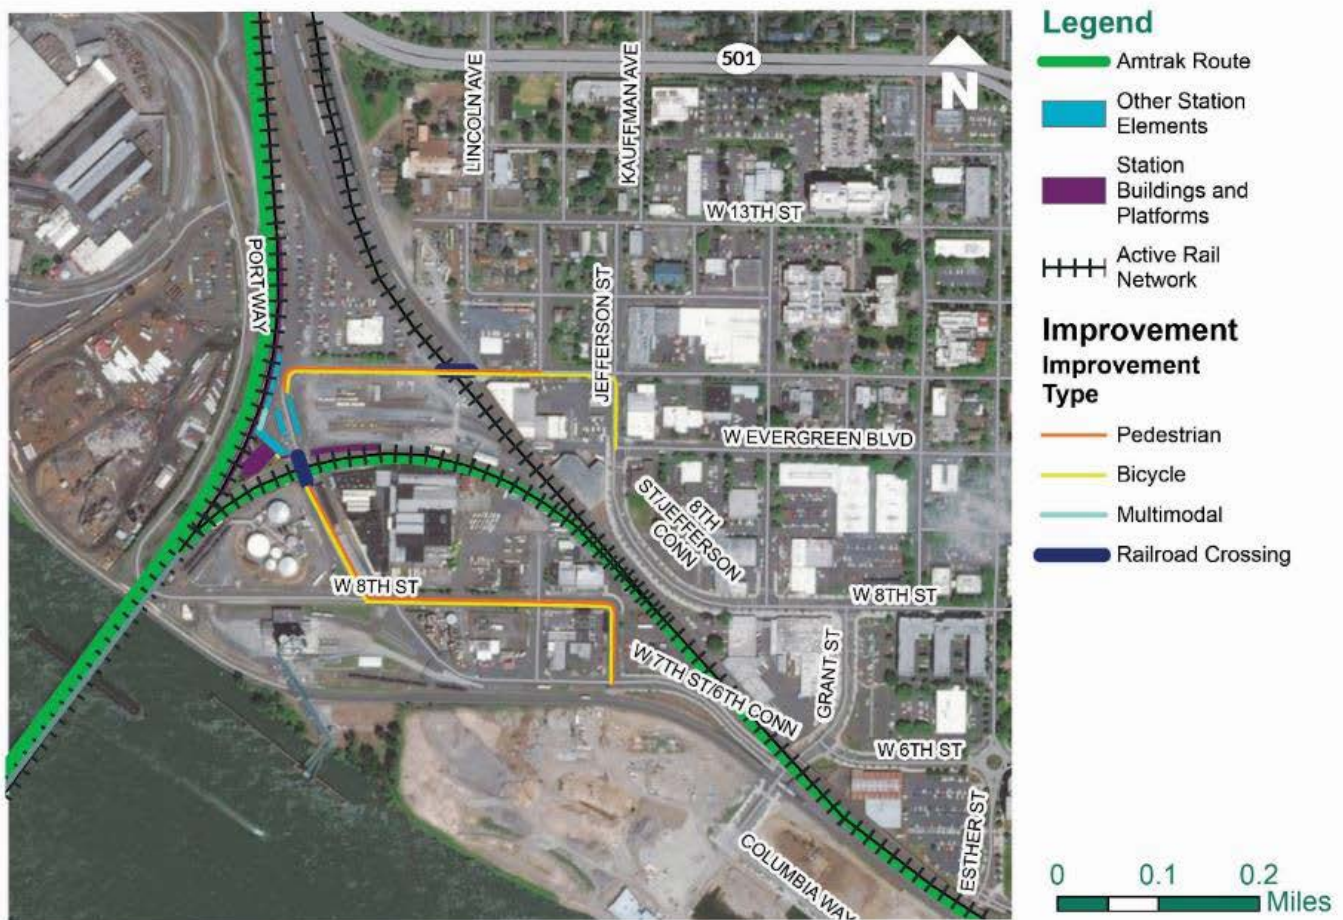 501
N
LINCOLN AVE
KAUFFMAN AVE
W 13TH ST
PORT WAY
JEFFERSON ST
W EVERGREEN BLVD
8TH
ST/JEFFERSON
CONN
W 8TH ST
W 8TH ST
W 7TH ST/6TH CONN
GRANT ST
W 6TH ST
ESTHER ST
COLUMBIA WAY
Legend
Amtrak Route
Other Station
Elements
Station
Buildings and
Platforms
Active Rail
Network
Improvement
Improvement
Type
Pedestrian
Bicycle
Multimodal
Railroad Crossing
0 0.1 0.2
Miles